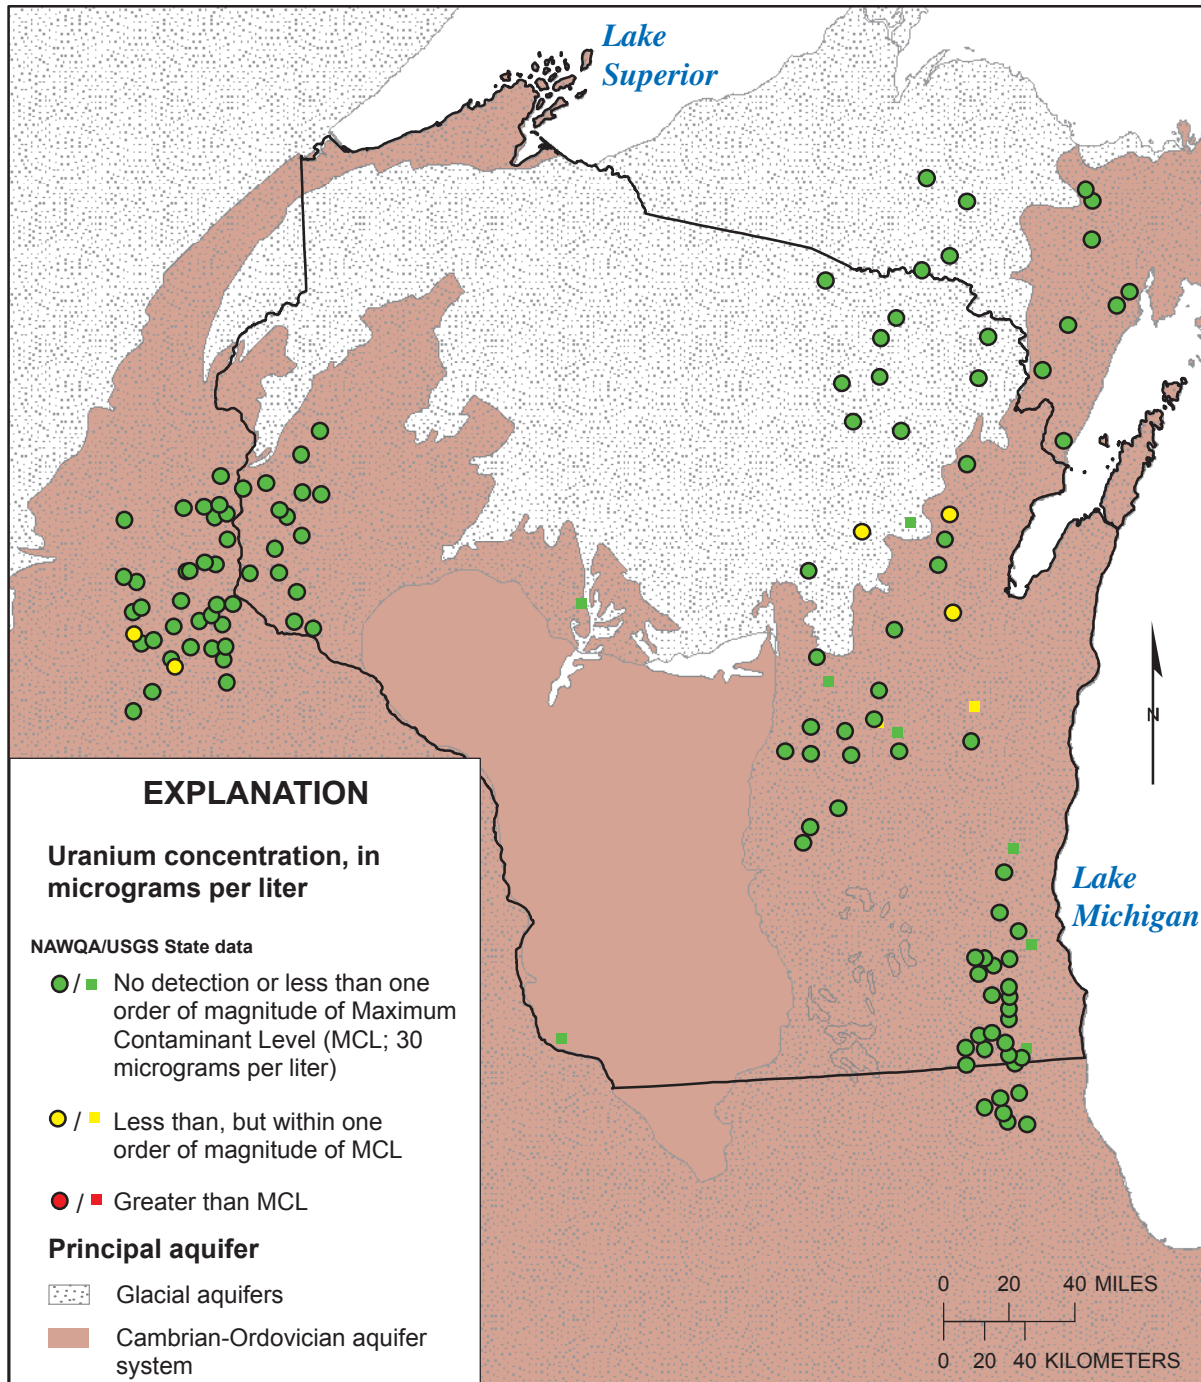 Lake
Superior
N
Lake
Michigan
EXPLANATION
Uranium concentration, in
micrograms per liter
NAWQA/USGS State data
/ No detection or less than one
order of magnitude of Maximum
Contaminant Level (MCL; 30
micrograms per liter)
/ Less than, but within one
order of magnitude of MCL
/ Greater than MCL
Principal aquifer
Glacial aquifers
Cambrian-Ordovician aquifer
system
0 20 40 MILES
0 20 40 KILOMETERS